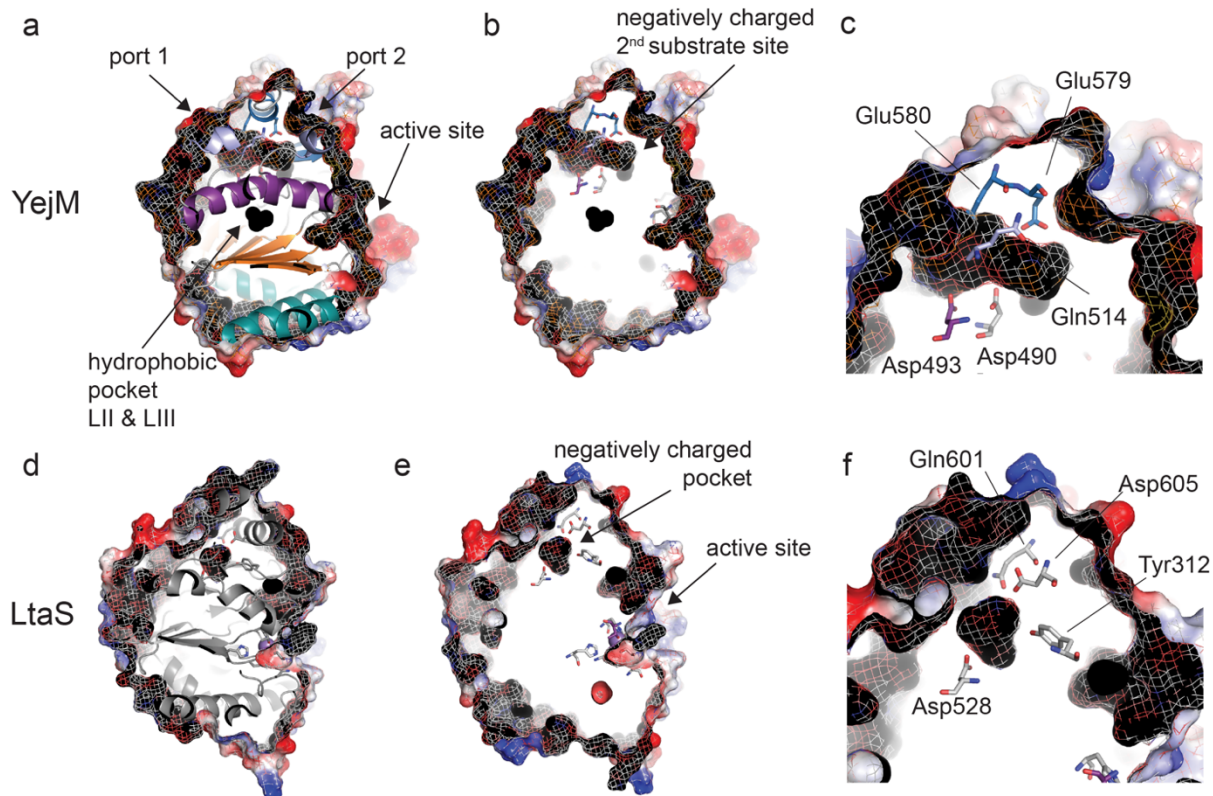 a
port 1
port 2
active site
YejM
hydrophobic
pocket
LII & LIII
b
negatively charged
2nd substrate site
c
Glu579
Glu580
Gln514
Asp493
Asp490
d
LtaS
e
negatively charged
pocket
active site
f
Gln601
Asp605
Tyr312
Asp528